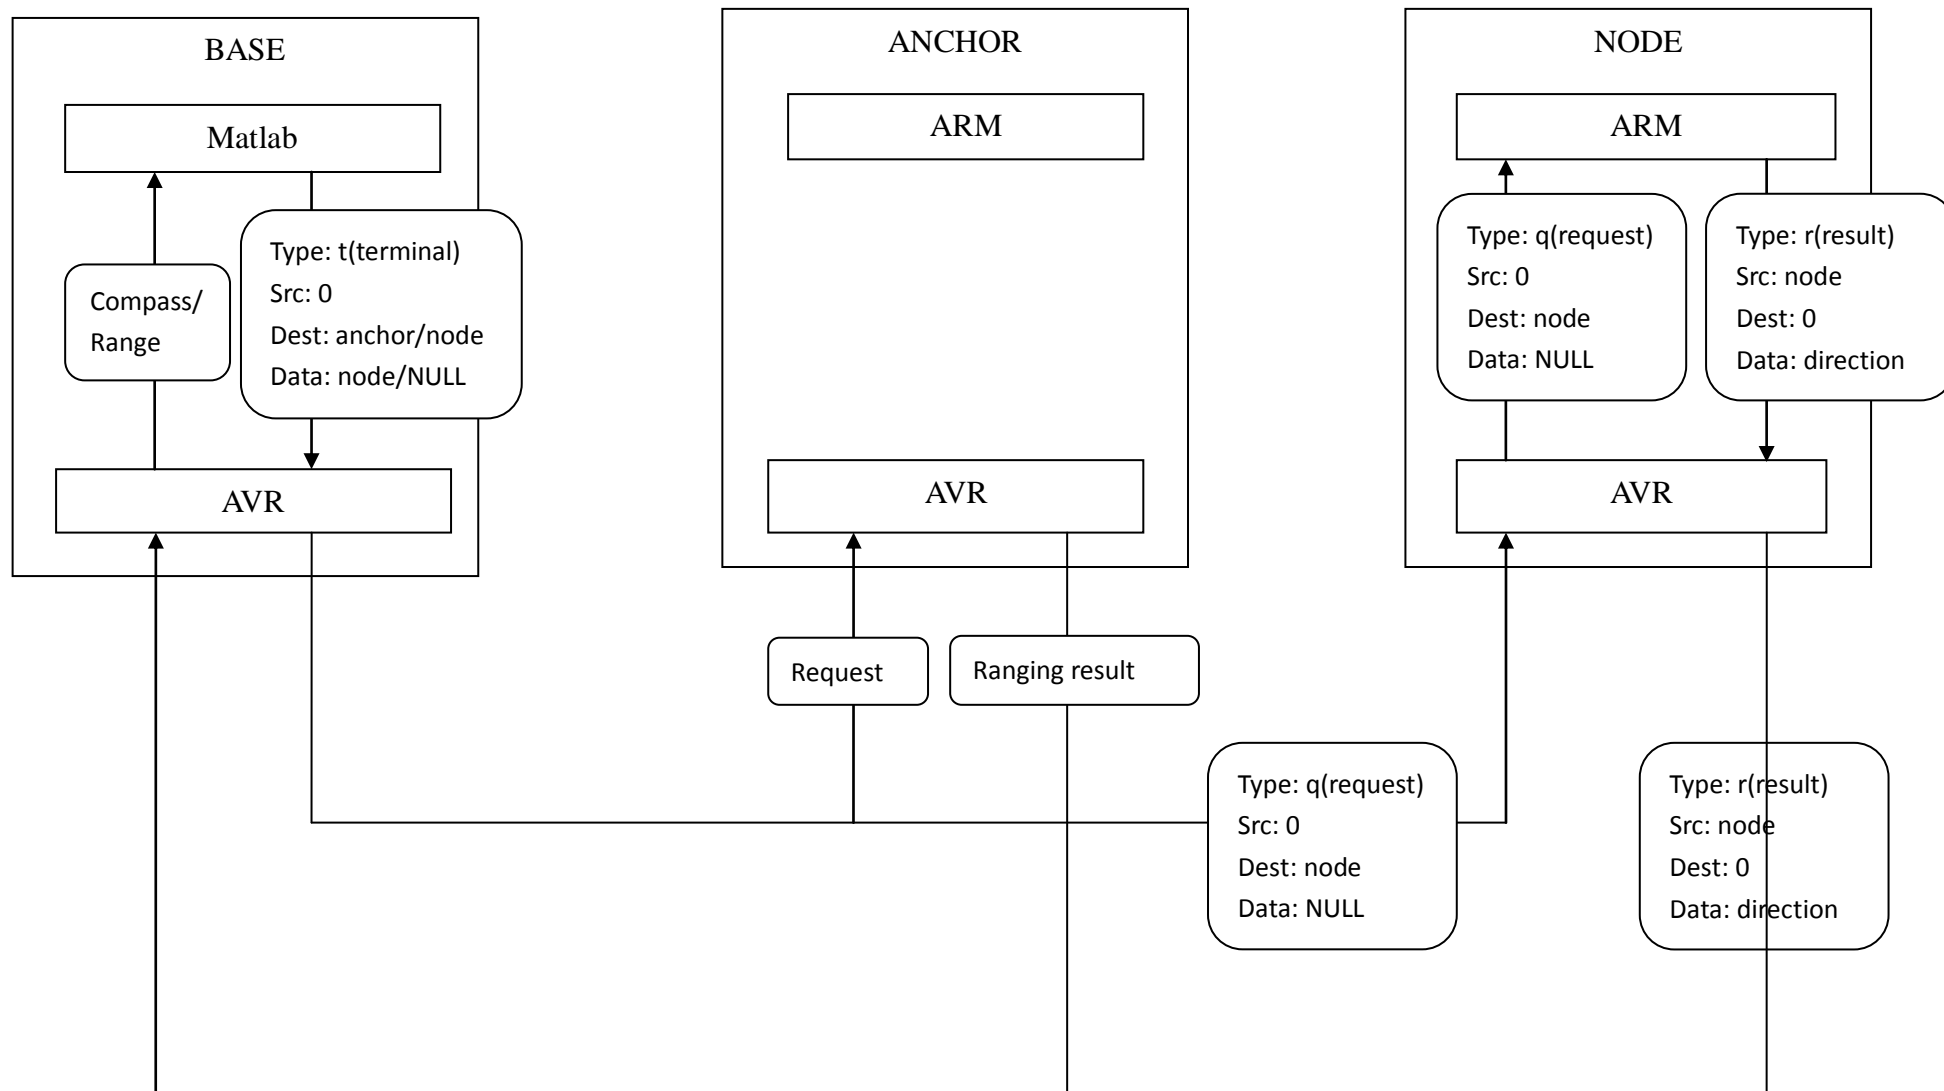 BASE
Matlab
Compass/
Range
Type: t(terminal)
Src: 0
Dest: anchor/node
Data: node/NULL
AVR
ANCHOR
ARM
AVR
Request
Ranging result
NODE
ARM
Type: q(request)
Src: 0
Dest: node
Data: NULL
Type: r(result)
Src: node
Dest: 0
Data: direction
AVR
Type: q(request)
Src: 0
Dest: node
Data: NULL
Type: r(result)
Src: node
Dest: 0
Data: direction